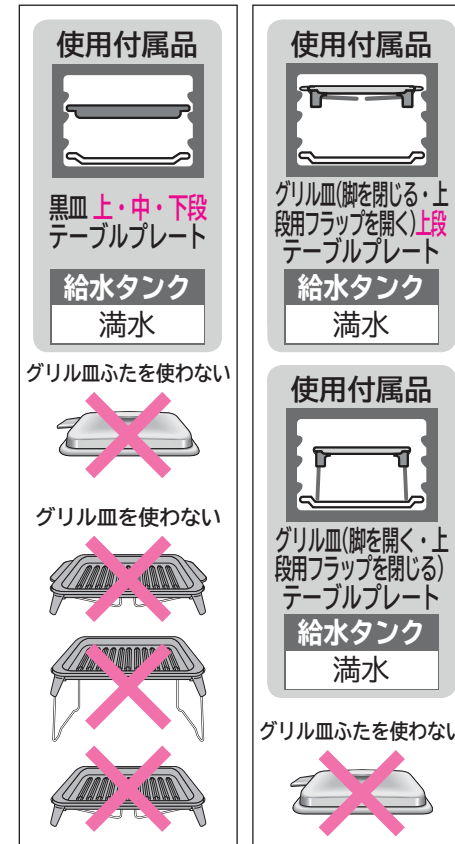 使用付属品
黒皿 上・中・下段
テーブルプレート
給水タンク
満水
グリル皿ふたを使わない
グリル皿を使わない
使用付属品
グリル皿(脚を閉じる・上
段用フラップを開く)上段
テーブルプレート
給水タンク
満水
使用付属品
グリル皿(脚を開く・上
段用フラップを閉じる)
テーブルプレート
給水タンク
満水
グリル皿ふたを使わない